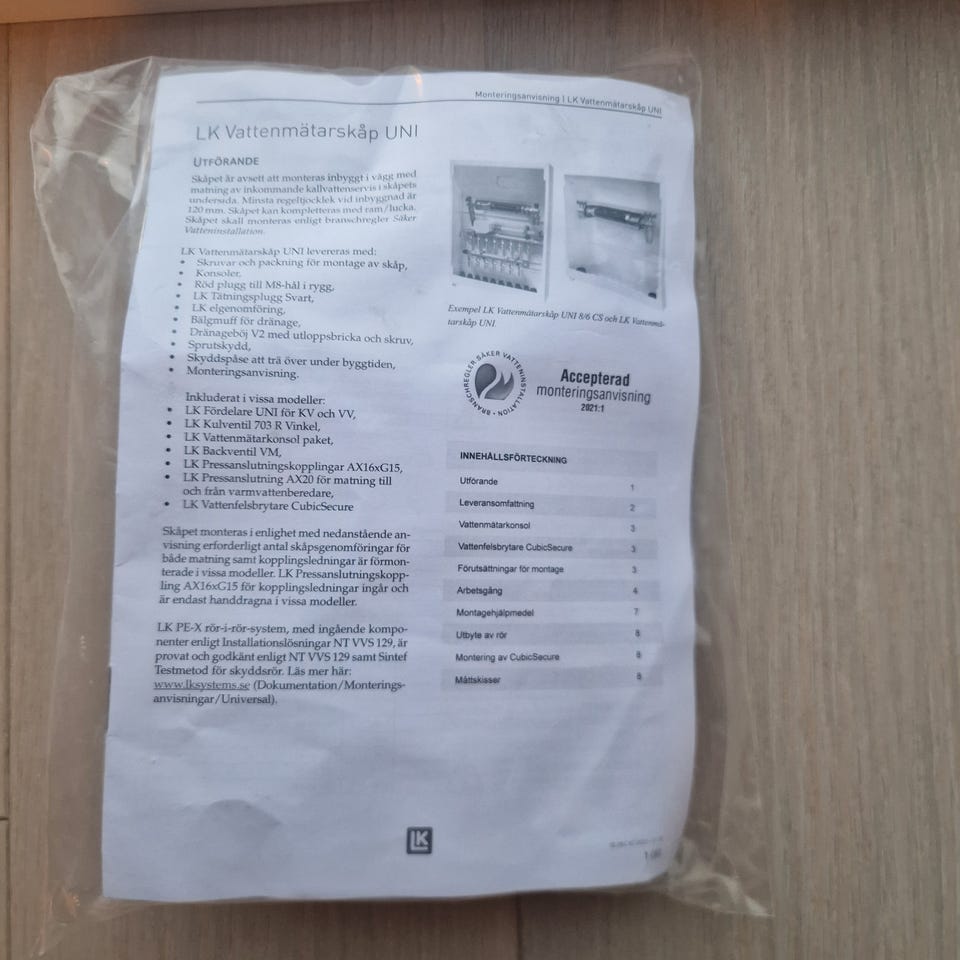 Monteringsanvisning | LK Vattenmätarskåp UNI
LK Vattenmätarskåp UNI
UTFÖRANDE
Skåpet är avsett att monteras inbyggt i vägg med
matning av inkommande kallvattenservis i skåpets
undersida. Minsta regeltjocklek vid inbyggnad är
120 mm. Skåpet kan kompletteras med ram/lucka.
Skåpet skall monteras enligt branschregler Säker
Vatteninstallation.
LK Vattenmätarskåp UNI levereras med:
• Skruvar och packning för montage av skåp,
• Konsoler,
• Röd plugg till M8-hål i rygg,
• LK Tätningsplugg Svart,
• LK elgenomföring,
• Bälgmuff för dränage,
• Dränageböj V2 med utloppsbricka och skruv,
• Sprutskydd,
• Skyddspåse att trä över under byggtiden,
• Monteringsanvisning.
Inkluderat i vissa modeller:
• LK Fördelare UNI för KV och VV,
• LK Kulventil 703 R Vinkel,
• LK Vattenmätarkonsol paket,
• LK Backventil VM,
• LK Pressanslutningskopplingar AX16xG15,
• LK Pressanslutning AX20 för matning till
och från varmvattenberedare,
• LK Vattenfelsbrytare CubicSecure
Skåpet monteras i enlighet med nedanstående an-
visning erforderligt antal skåpsgenomföringar för
både matning samt kopplingsledningar är förmon-
terade i vissa modeller. LK Pressanslutningskopp-
ling AX16xG15 för kopplingsledningar ingår och
är endast handdragna i vissa modeller.
LK PE-X rör-i-rör-system, med ingående kompo-
nenter enligt Installationslösningar NT VVS 129, är
provat och godkänt enligt NT VVS 129 samt Sintef
Testmetod för skyddsrör. Läs mer här:
www.lksystems.se (Dokumentation/Monterings-
anvisningar/Universal).
Exempel LK Vattenmätarskåp UNI 8/6 CS och LK Vattenmä-
tarskåp UNI
BRANSCHREGLER SÄKER VATTENINSTALLATION
Accepterad
monteringsanvisning
2021:1
INNEHÅLLSFÖRTECKNING
Utförande 1
Leveransomfattning 2
Vattenmätarkonsol 3
Vattenfelsbrytare CubicSecure 3
Förutsättningar för montage 3
Arbetsgång 4
Montagehjälpmedel 7
Utbyte av rör 8
Montering av CubicSecure 8
Måttskisser 8
LK